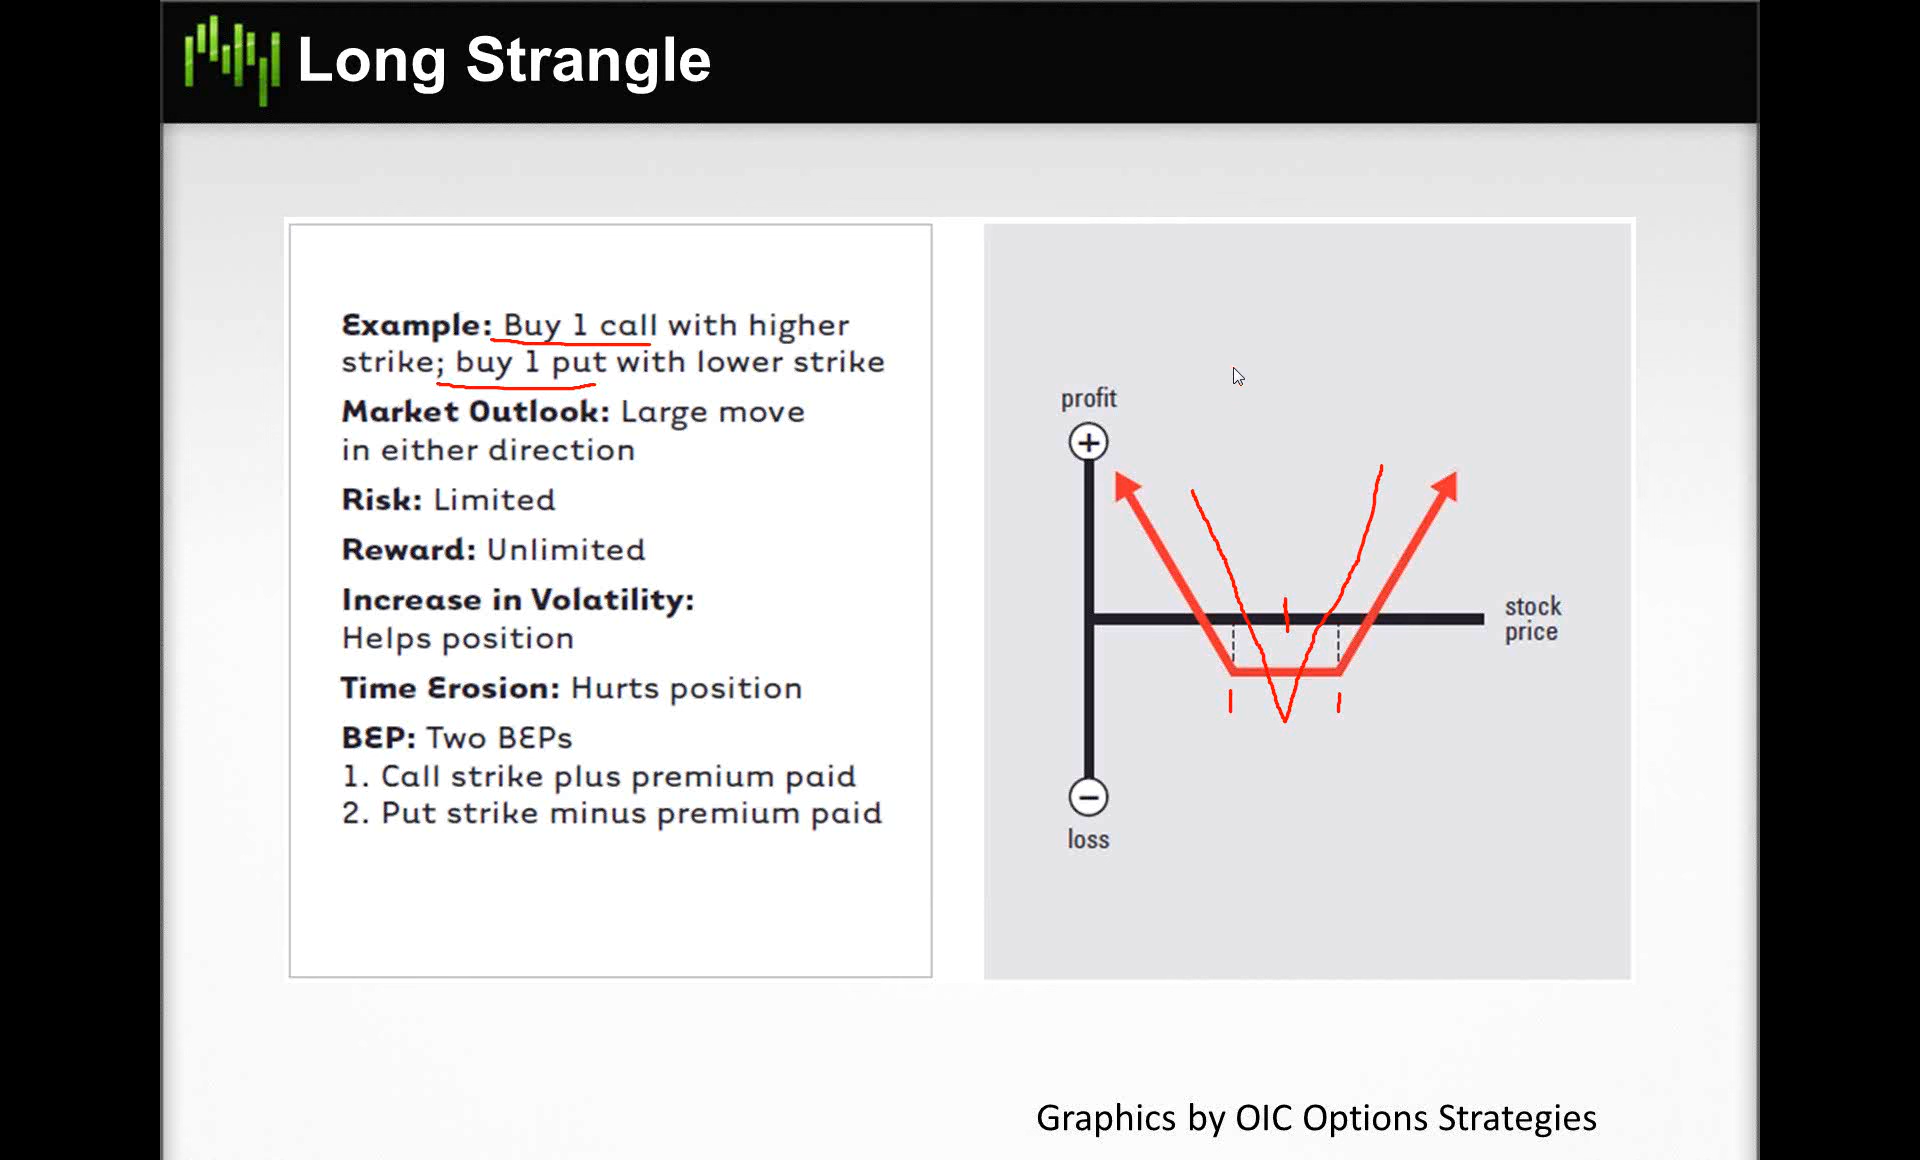 Long Strangle
Example: Buy 1 call with higher
strike; buy 1 put with lower strike
Market Outlook: Large move
in either direction
Risk: Limited
Reward: Unlimited
Increase in Volatility:
Helps position
Time Erosion: Hurts position
BEP: Two BEPs
1. Call strike plus premium paid
2. Put strike minus premium paid
profit
+
stock
price
−
loss
Graphics by OIC Options Strategies